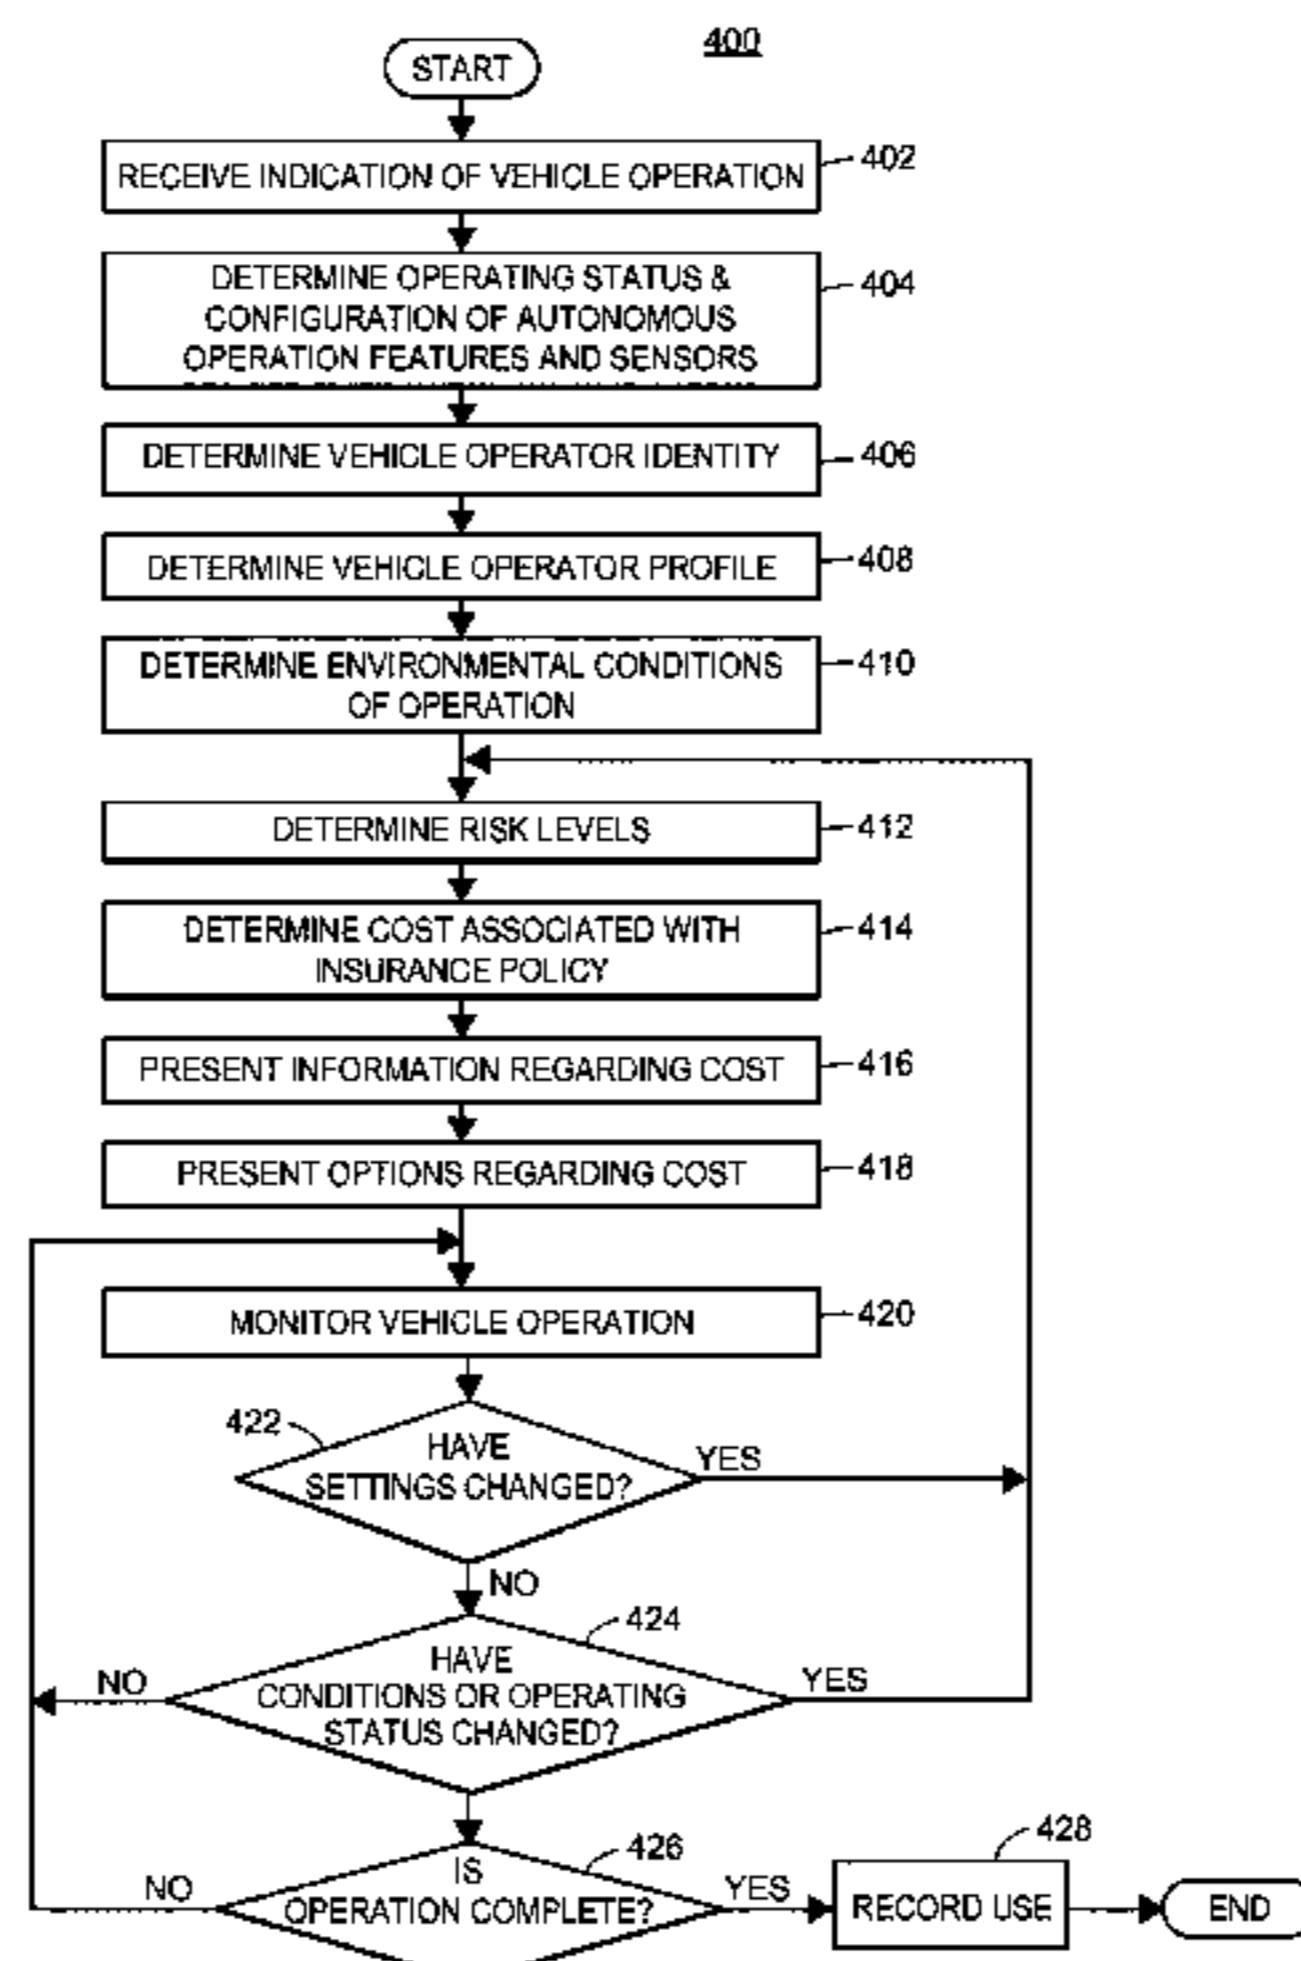 400
START
RECEIVE INDICATION OF VEHICLE OPERATION
402
DETERMINE OPERATING STATUS &
CONFIGURATION OF AUTONOMOUS
OPERATION FEATURES AND SENSORS
404
DETERMINE VEHICLE OPERATOR IDENTITY
406
DETERMINE VEHICLE OPERATOR PROFILE
408
DETERMINE ENVIRONMENTAL CONDITIONS
OF OPERATION
410
DETERMINE RISK LEVELS
412
DETERMINE COST ASSOCIATED WITH
INSURANCE POLICY
414
PRESENT INFORMATION REGARDING COST
416
PRESENT OPTIONS REGARDING COST
418
MONITOR VEHICLE OPERATION
420
422
HAVE
SETTINGS CHANGED?
YES
NO
424
HAVE
CONDITIONS OR OPERATING
STATUS CHANGED?
NO
YES
426
IS
OPERATION COMPLETE?
NO
YES
428
RECORD USE
END